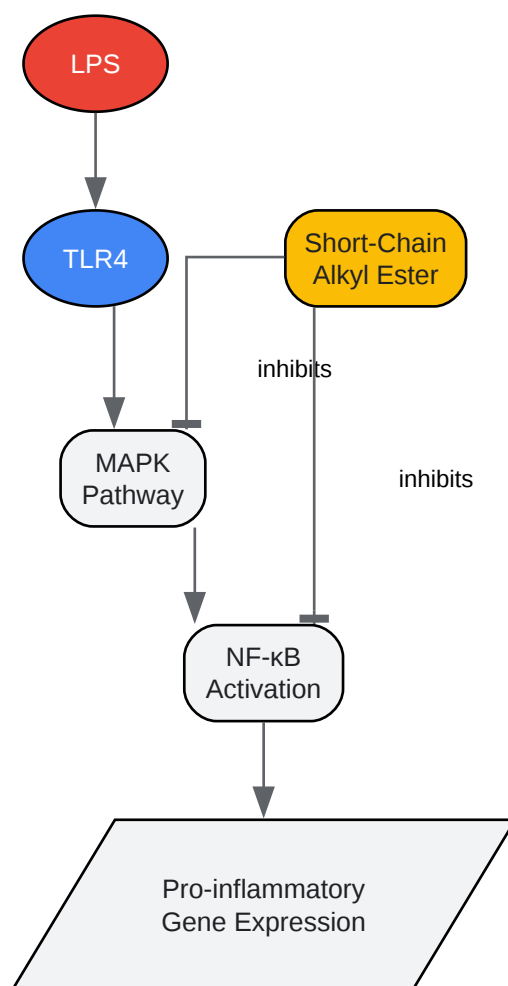 LPS
TLR4
Short-Chain
Alkyl Ester
inhibits
MAPK
Pathway
inhibits
NF-κB
Activation
Pro-inflammatory
Gene Expression